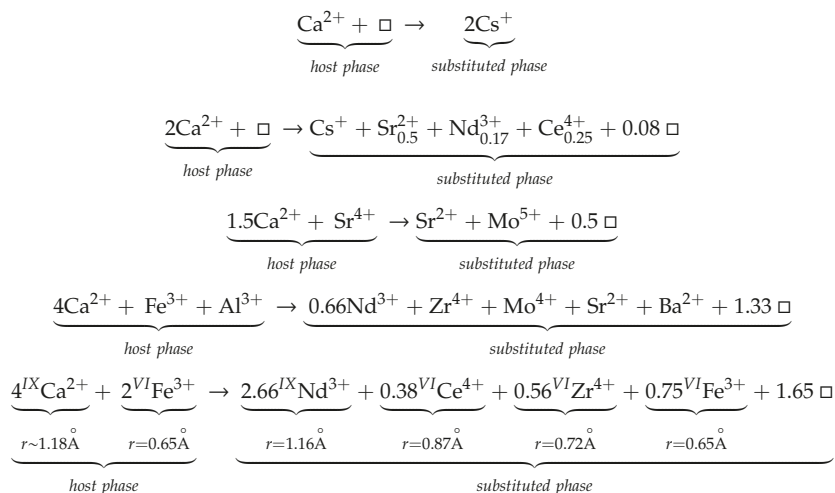 Ca²⁺ + □ → 2Cs⁺
host phase substituted phase
2Ca²⁺ + □ → Cs⁺ + Sr²⁺₀.₅ + Nd³⁺₀.₁₇ + Ce⁴⁺₀.₂₅ + 0.08 □
host phase substituted phase
1.5Ca²⁺ + Sr⁴⁺ → Sr²⁺ + Mo⁵⁺ + 0.5 □
host phase substituted phase
4Ca²⁺ + Fe³⁺ + Al³⁺ → 0.66Nd³⁺ + Zr⁴⁺ + Mo⁴⁺ + Sr²⁺ + Ba²⁺ + 1.33 □
host phase substituted phase
4ᴵˣCa²⁺ + 2ⱽᴵFe³⁺ → 2.66ᴵˣNd³⁺ + 0.38ⱽᴵCe⁴⁺ + 0.56ⱽᴵZr⁴⁺ + 0.75ⱽᴵFe³⁺ + 1.65 □
r~1.18Å r=0.65Å r=1.16Å r=0.87Å r=0.72Å r=0.65Å
host phase substituted phase